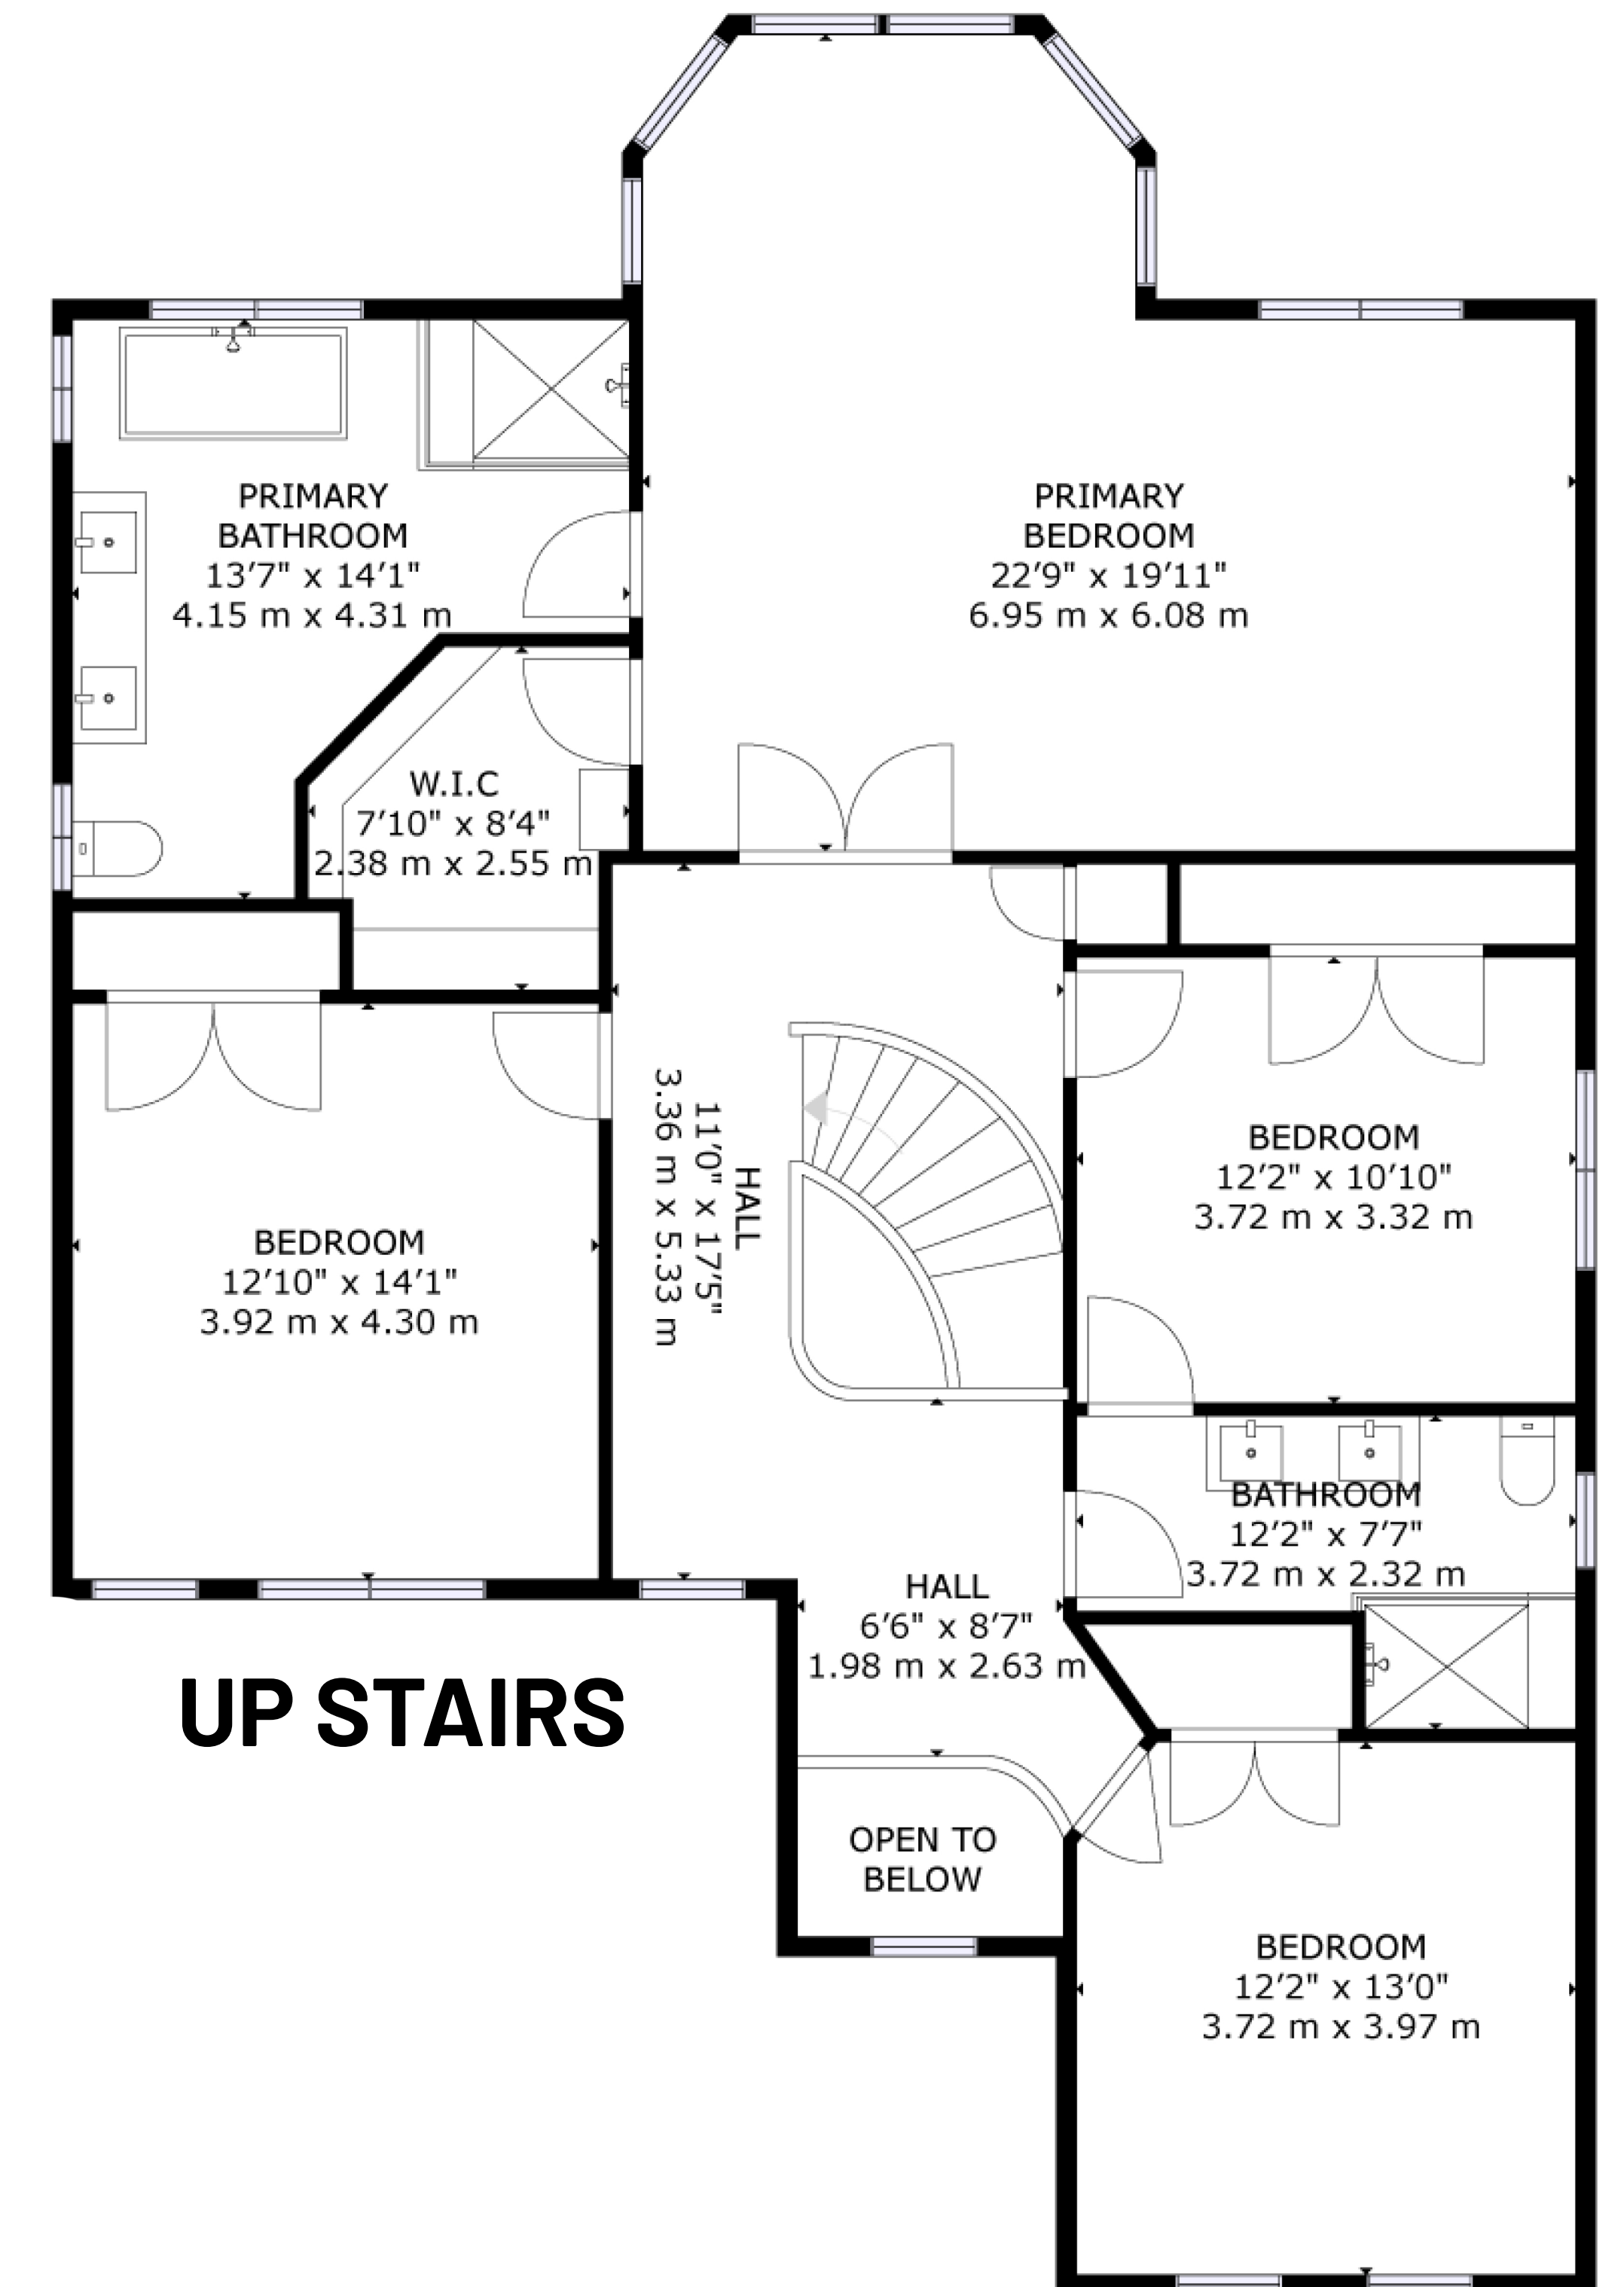 PRIMARY
BATHROOM
13'7" x 14'1"
4.15 m x 4.31 m
PRIMARY
BEDROOM
22'9" x 19'11"
6.95 m x 6.08 m
W.I.C
7'10" x 8'4"
2.38 m x 2.55 m
HALL
11'0" x 17'5"
3.36 m x 5.33 m
BEDROOM
12'2" x 10'10"
3.72 m x 3.32 m
BEDROOM
12'10" x 14'1"
3.92 m x 4.30 m
BATHROOM
12'2" x 7'7"
3.72 m x 2.32 m
HALL
6'6" x 8'7"
1.98 m x 2.63 m
UP STAIRS
OPEN TO
BELOW
BEDROOM
12'2" x 13'0"
3.72 m x 3.97 m